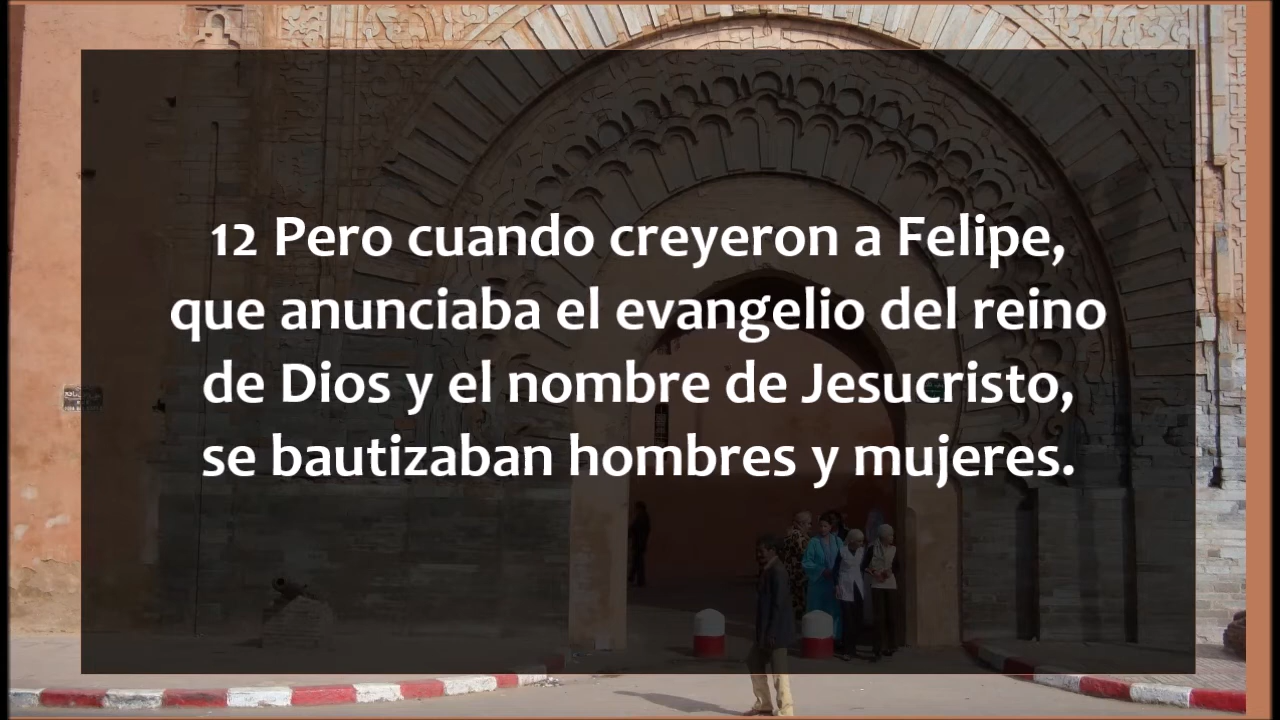 12 Pero cuando creyeron a Felipe,
que anunciaba el evangelio del reino
de Dios y el nombre de Jesucristo,
se bautizaban hombres y mujeres.